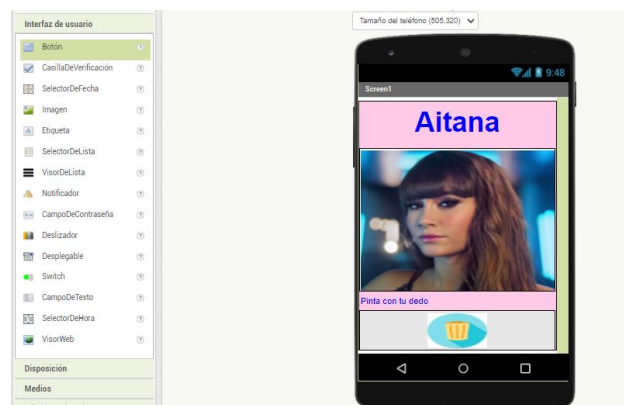 Interfaz de usuario
Botón
CasillaDeVerificación
SelectorDeFecha
Imagen
Etiqueta
SelectorDeLista
VisorDeLista
Notificador
CampoDeContraseña
Deslizador
Desplegable
Switch
CampoDeTexto
SelectorDeHora
VisorWeb
Disposición
Medios
Tamaño del teléfono (505,320)
9:48
Screen1
Aitana
Pinta con tu dedo